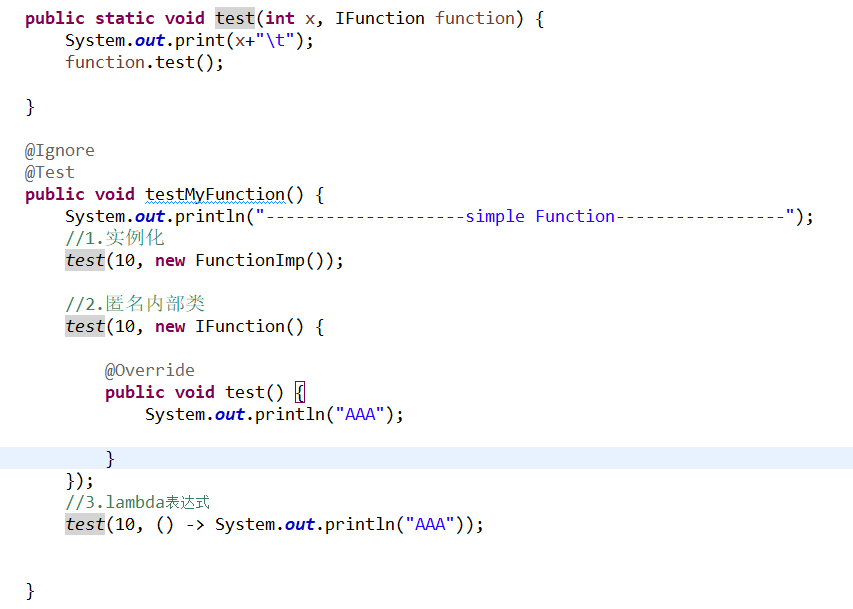 public static void test(int x, IFunction function) {
System.out.print(x+"\t");
function.test();
}
@Ignore
@Test
public void testMyFunction() {
System.out.println("--------------------simple Function-----------------");
//1.实例化
test(10, new FunctionImp());
//2.匿名内部类
test(10, new IFunction() {
@Override
public void test() {
System.out.println("AAA");
}
});
//3.lambda表达式
test(10, () -> System.out.println("AAA"));
}